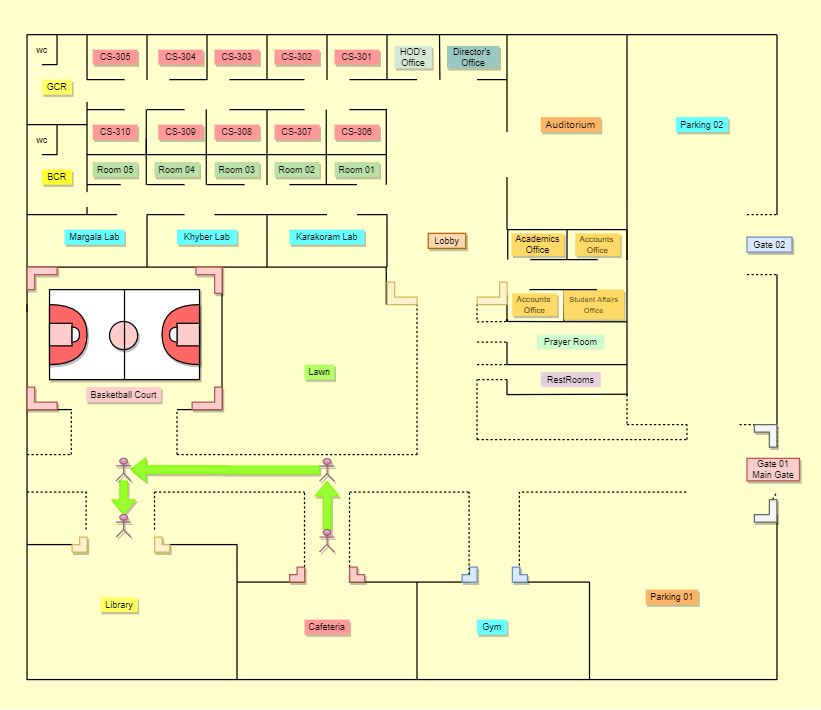 wc
CS-305
CS-304
CS-303
CS-302
CS-301
HOD's
Office
Director's
Office
GCR
Auditorium
Parking 02
wc
CS-310
CS-309
CS-308
CS-307
CS-306
BCR
Room 05
Room 04
Room 03
Room 02
Room 01
Margala Lab
Khyber Lab
Karakoram Lab
Lobby
Academics
Office
Accounts
Office
Gate 02
Accounts
Office
Student Affairs
Office
Prayer Room
Lawn
RestRooms
Basketball Court
Gate 01
Main Gate
Library
Parking 01
Cafeteria
Gym